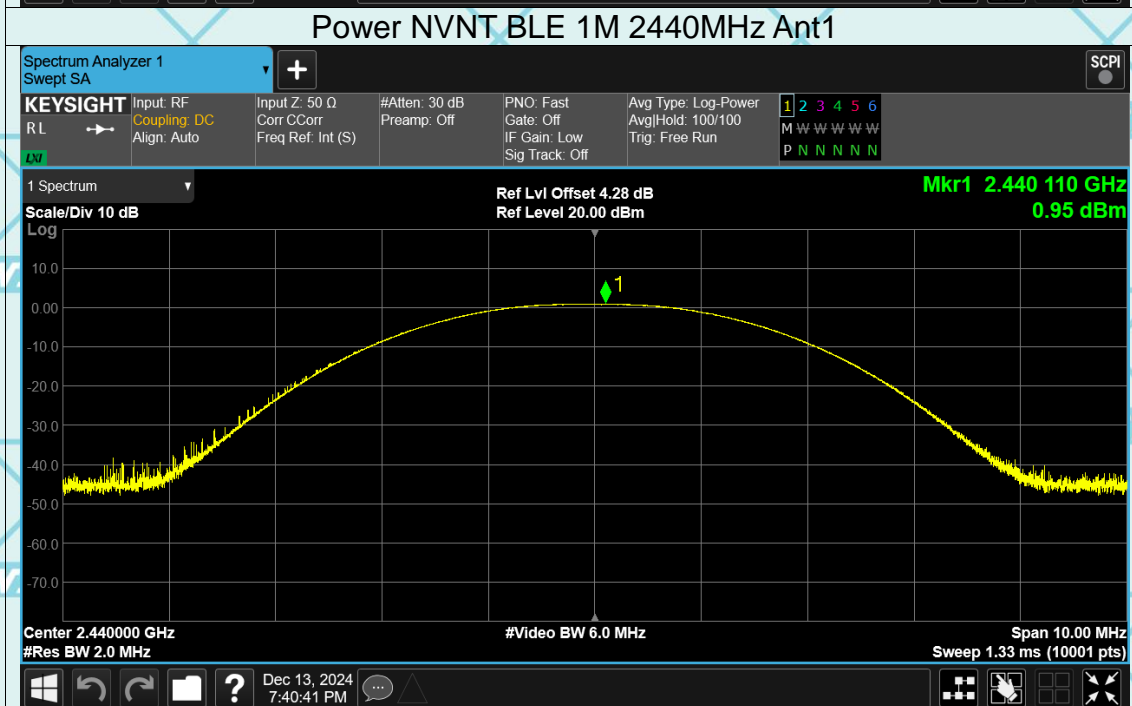 Power NVNT BLE 1M 2440MHz Ant1
Spectrum Analyzer 1
Swept SA
+
SCPI
KEYSIGHT
RL
LXI
Input: RF
Coupling: DC
Align: Auto
Input Z: 50 Ω
Corr CCorr
Freq Ref: Int (S)
#Atten: 30 dB
Preamp: Off
PNO: Fast
Gate: Off
IF Gain: Low
Sig Track: Off
Avg Type: Log-Power
Avg|Hold: 100/100
Trig: Free Run
1 2 3 4 5 6
M W W W W W
P N N N N N
1 Spectrum
Scale/Div 10 dB
Log
Ref Lvl Offset 4.28 dB
Ref Level 20.00 dBm
Mkr1 2.440 110 GHz
0.95 dBm
1
10.0
0.00
-10.0
-20.0
-30.0
-40.0
-50.0
-60.0
-70.0
Center 2.440000 GHz
#Video BW 6.0 MHz
Span 10.00 MHz
#Res BW 2.0 MHz
Sweep 1.33 ms (10001 pts)
?
Dec 13, 2024
7:40:41 PM